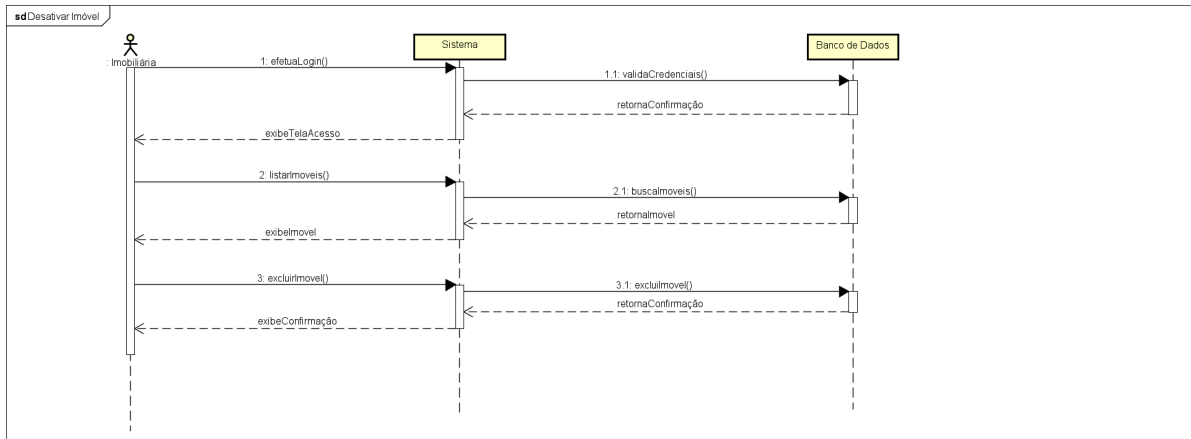 sd Desativar Imóvel
Sistema
Banco de Dados
: Imobiliária
1: efetuaLogin()
1.1: validaCredenciais()
retornaConfirmação
exibeTelaAcesso
2: listarImoveis()
2.1: buscaImoveis()
retornaImovel
exibeImovel
3: excluirImovel()
3.1: excluiImovel()
retornaConfirmação
exibeConfirmação